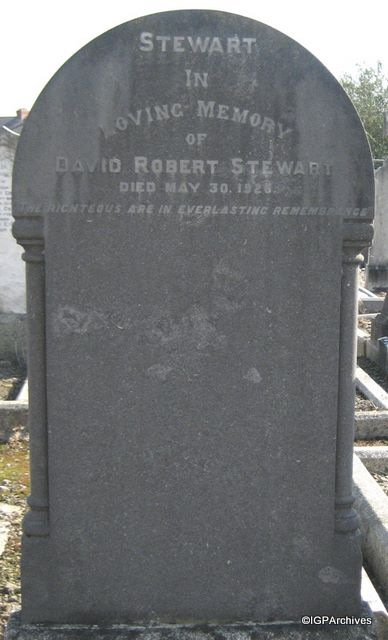 STEWART
IN
LOVING MEMORY
OF
DAVID ROBERT STEWART
DIED MAY 30, 1926.
THE RIGHTEOUS ARE IN EVERLASTING REMEMBRANCE
©IGPArchives